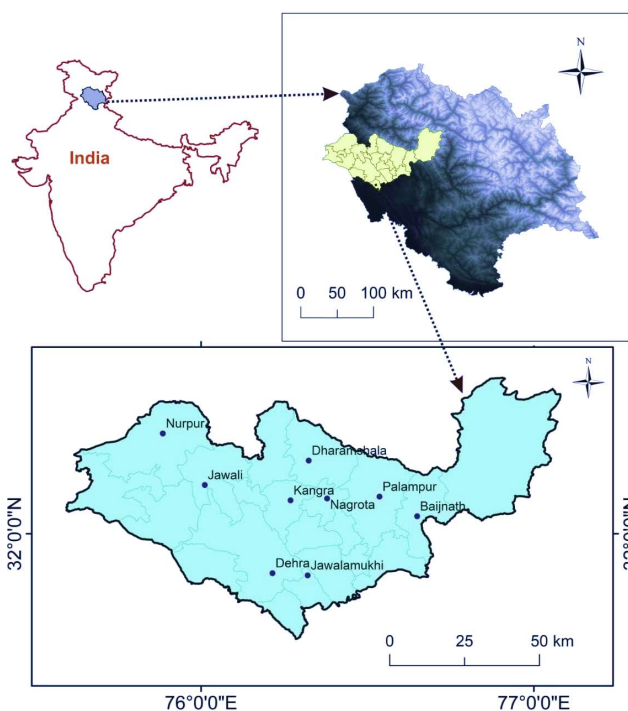 India
N
0 50 100 km
N
Nurpur
Dharamshala
Jawali
Kangra
Nagrota
Palampur
Baijnath
Dehra
Jawalamukhi
32°0'0"N
0 25 50 km
76°0'0"E
77°0'0"E